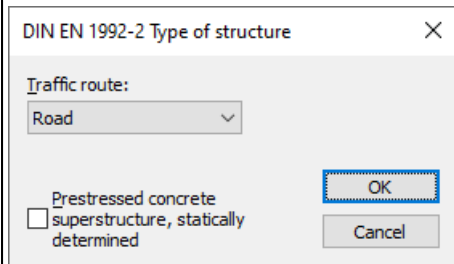 DIN EN 1992-2 Type of structure
Traffic route:
Road
Prestressed concrete
superstructure, statically
determined
OK
Cancel